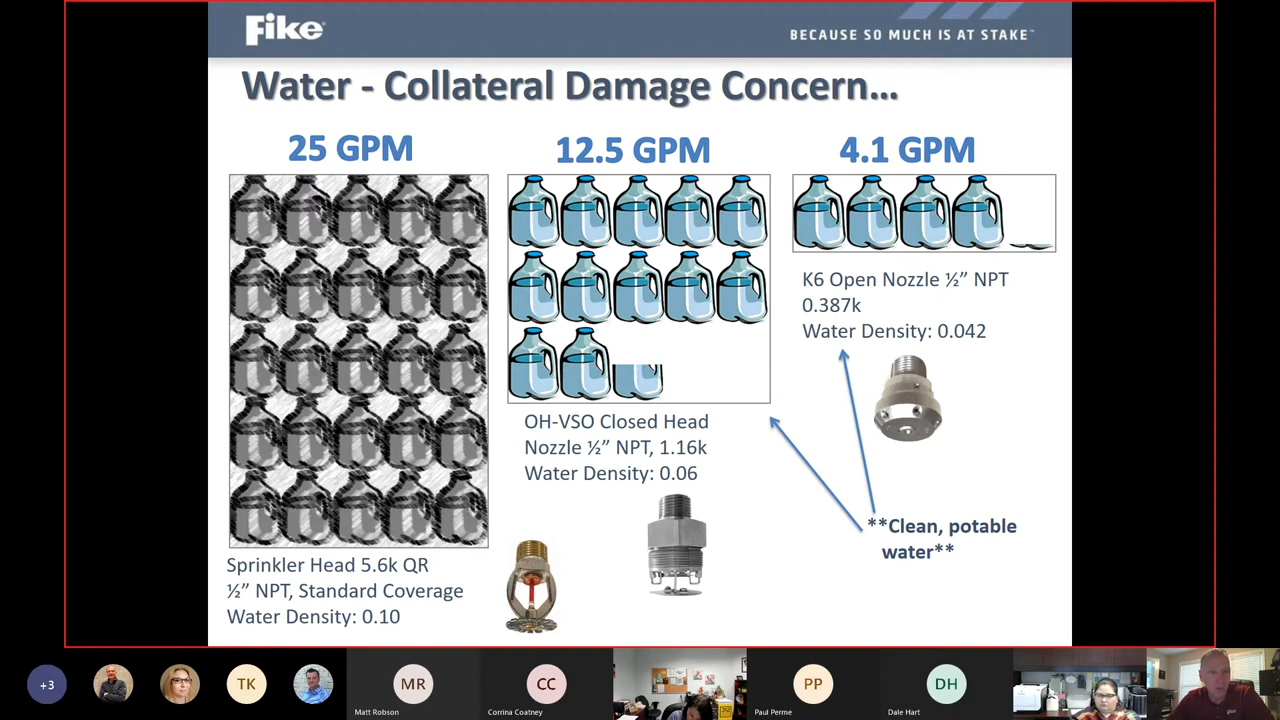 Fike
BECAUSE SO MUCH IS AT STAKE™
Water - Collateral Damage Concern…
25 GPM
12.5 GPM
4.1 GPM
K6 Open Nozzle ½” NPT
0.387k
Water Density: 0.042
OH-VSO Closed Head
Nozzle ½” NPT, 1.16k
Water Density: 0.06
**Clean, potable
water**
Sprinkler Head 5.6k QR
½” NPT, Standard Coverage
Water Density: 0.10
+3
TK
MR
CC
PP
DH
Matt Robson
Corrina Coatney
Paul Perme
Dale Hart
Fike